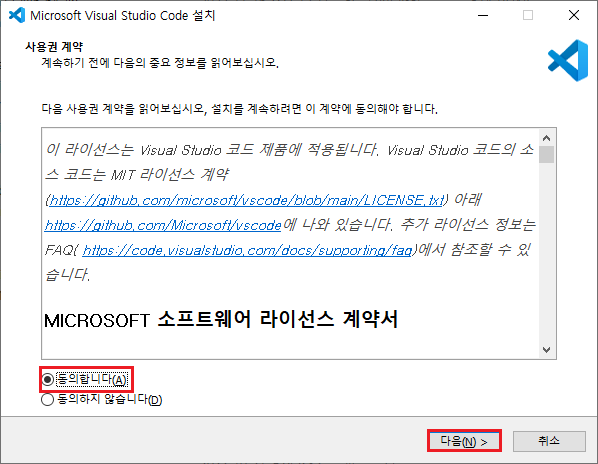 Microsoft Visual Studio Code 설치
사용권 계약
계속하기 전에 다음의 중요 정보를 읽어보십시오.
다음 사용권 계약을 읽어보십시오, 설치를 계속하려면 이 계약에 동의해야 합니다.
이 라이선스는 Visual Studio 코드 제품에 적용됩니다. Visual Studio 코드의 소
스 코드는 MIT 라이선스 계약
(https://github.com/microsoft/vscode/blob/main/LICENSE.txt) 아래
https://github.com/Microsoft/vscode에 나와 있습니다. 추가 라이선스 정보는
FAQ( https://code.visualstudio.com/docs/supporting/faq)에서 참조할 수 있
습니다.
MICROSOFT 소프트웨어 라이선스 계약서
동의합니다(A)
동의하지 않습니다(D)
다음(N) >
취소